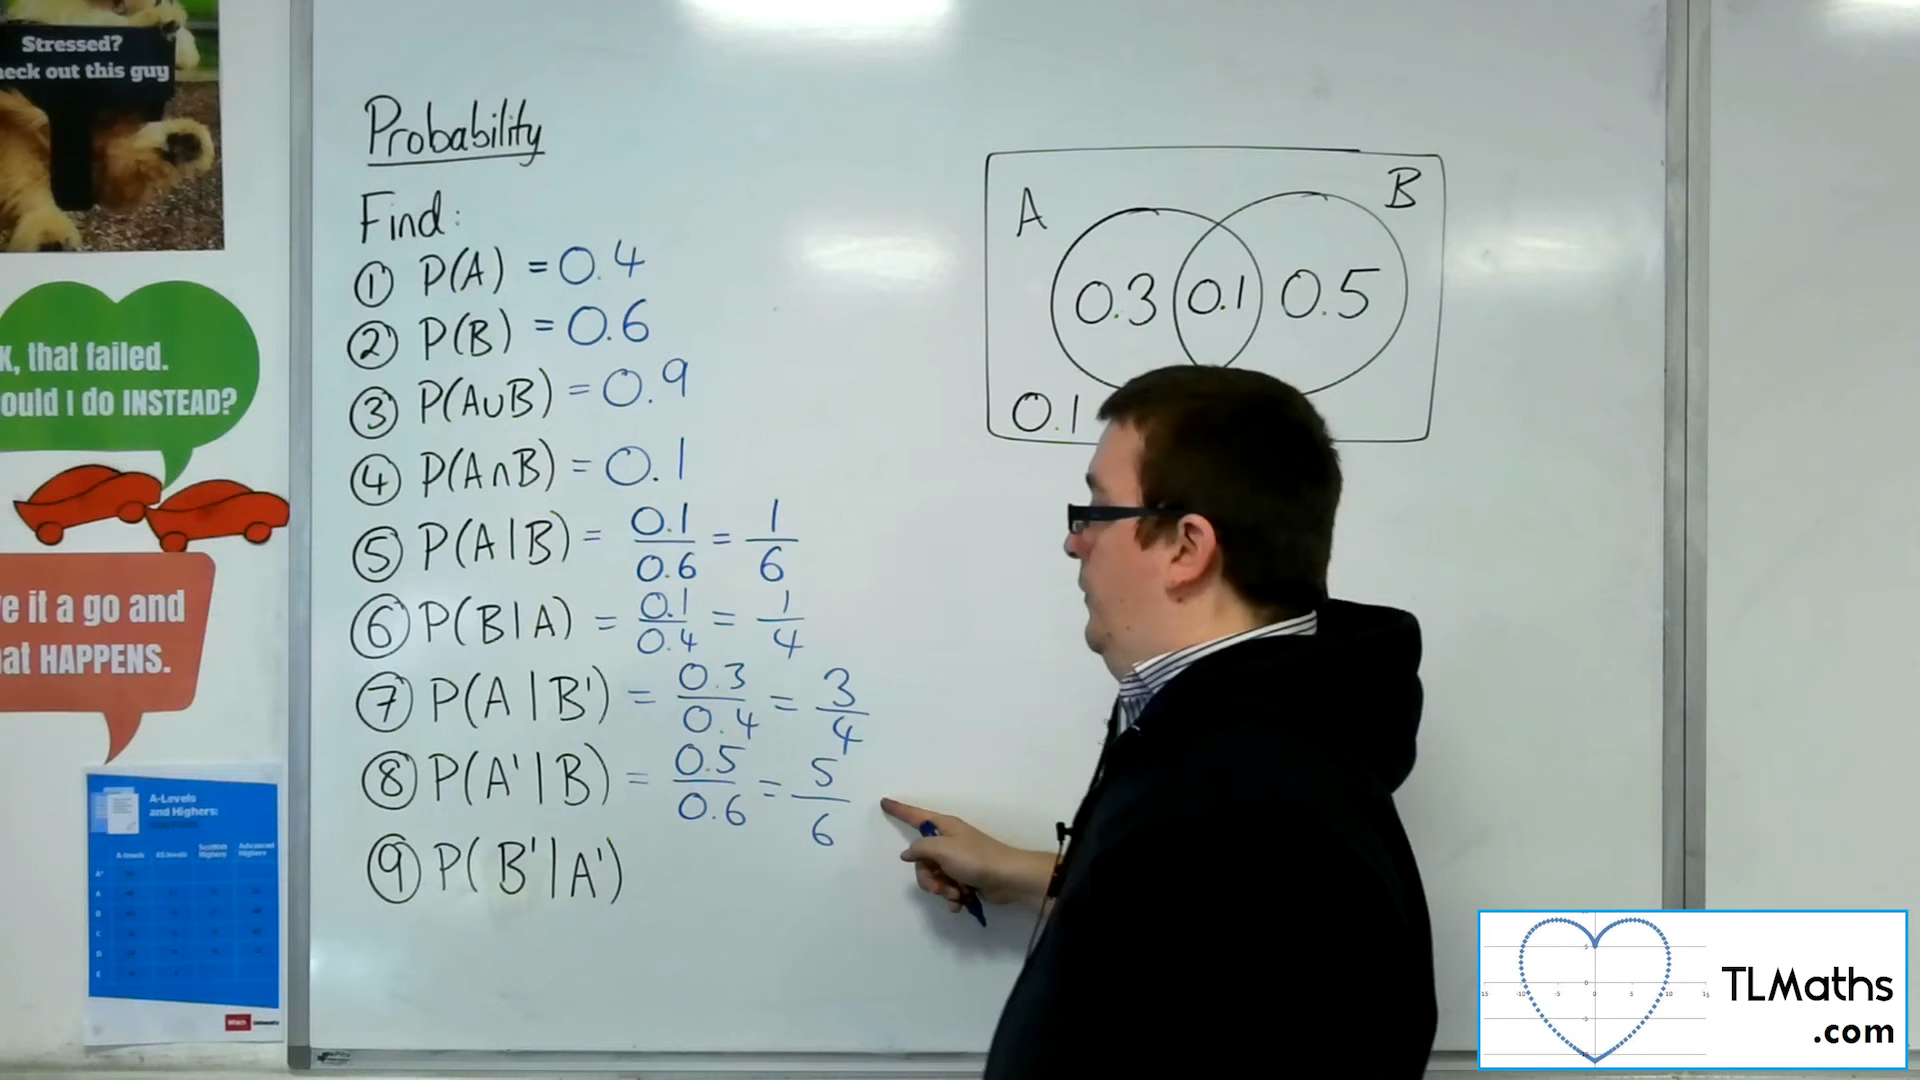 Stressed?
eck out this guy
K, that failed.
ould I do INSTEAD?
e it a go and
at HAPPENS.
A-Levels
and Highers:
Probability
Find:
① P(A) = 0.4
② P(B) = 0.6
③ P(A∪B) = 0.9
④ P(A∩B) = 0.1
⑤ P(A|B) = 0.1/0.6 = 1/6
⑥ P(B|A) = 0.1/0.4 = 1/4
⑦ P(A|B') = 0.3/0.4 = 3/4
⑧ P(A'|B) = 0.5/0.6 = 5/6
⑨ P(B'|A')
A B
0.3 0.1 0.5
0.1
TLMaths
.com